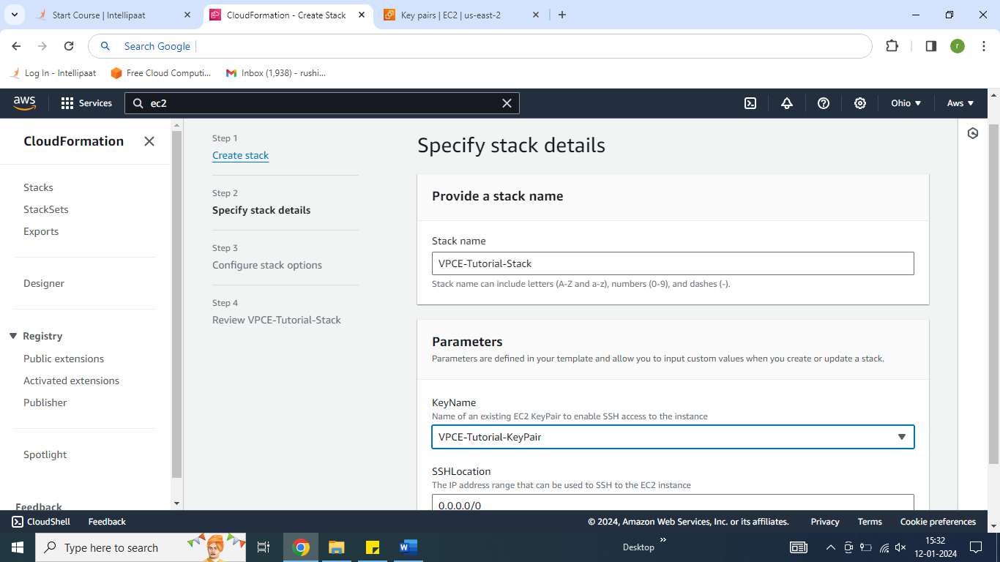 Start Course | Intellipaat
CloudFormation - Create Stack
Key pairs | EC2 | us-east-2
Search Google
r
Log In - Intellipaat
Free Cloud Computi...
Inbox (1,938) - rushi...
aws
Services
ec2
Ohio
Aws
CloudFormation
Stacks
StackSets
Exports
Designer
Registry
Public extensions
Activated extensions
Publisher
Spotlight
Feedback
Step 1
Create stack
Step 2
Specify stack details
Step 3
Configure stack options
Step 4
Review VPCE-Tutorial-Stack
Specify stack details
Provide a stack name
Stack name
VPCE-Tutorial-Stack
Stack name can include letters (A-Z and a-z), numbers (0-9), and dashes (-).
Parameters
Parameters are defined in your template and allow you to input custom values when you create or update a stack.
KeyName
Name of an existing EC2 KeyPair to enable SSH access to the instance
VPCE-Tutorial-KeyPair
SSHLocation
The IP address range that can be used to SSH to the EC2 instance
0.0.0.0/0
CloudShell
Feedback
© 2024, Amazon Web Services, Inc. or its affiliates.
Privacy
Terms
Cookie preferences
Type here to search
W
Desktop
15:32
12-01-2024